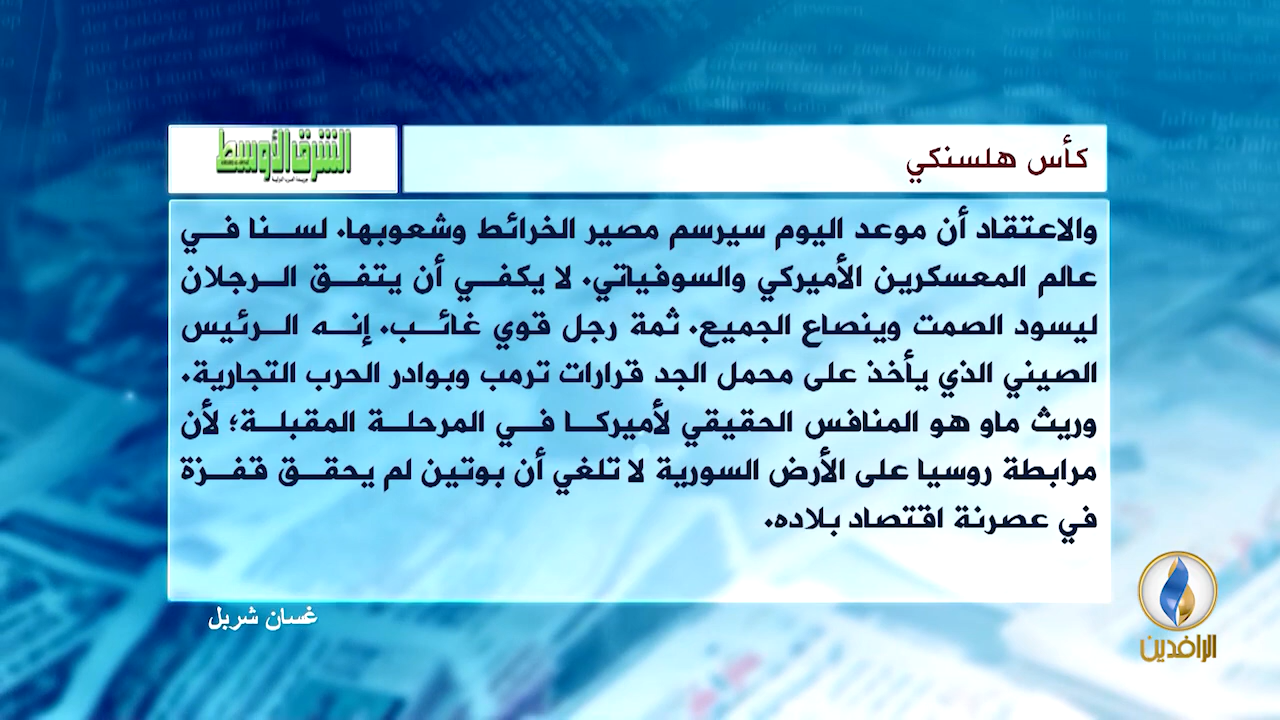 كأس هلسنكي
الشرق الأوسط
والاعتقاد أن موعد اليوم سيرسم مصير الخرائط وشعوبها. لسنا في
عالم المعسكرين الأميركي والسوفياتي. لا يكفي أن يتفق الرجلان
ليسود الصمت وينصاع الجميع. ثمة رجل قوي غائب. إنه الرئيس
الصيني الذي يأخذ على محمل الجد قرارات ترمب وبوادر الحرب التجارية.
وريث ماو هو المنافس الحقيقي لأميركا في المرحلة المقبلة؛ لأن
مرابطة روسيا على الأرض السورية لا تلغي أن بوتين لم يحقق قفزة
في عصرنة اقتصاد بلاده.
غسان شربل
الرافدين